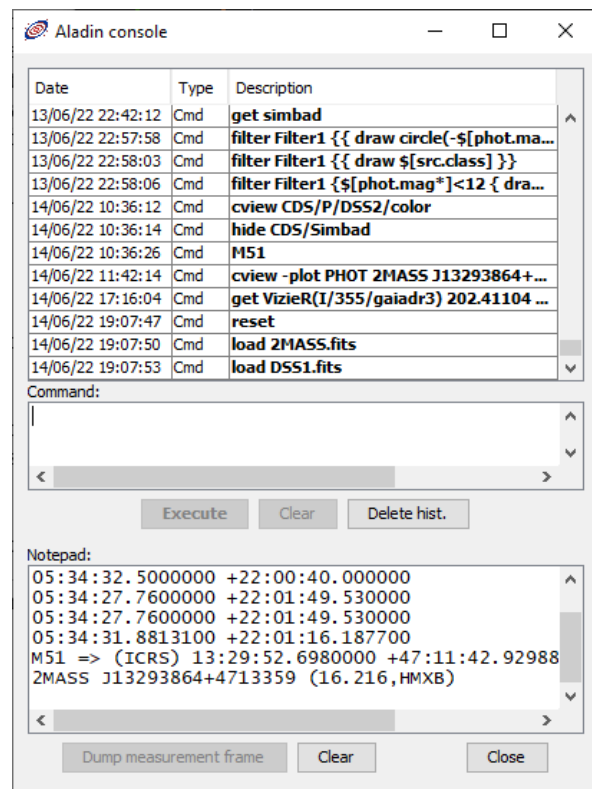 Aladin console
Date Type Description
13/06/22 22:42:12 Cmd get simbad
13/06/22 22:57:58 Cmd filter Filter1 {{ draw circle(-$[phot.ma...
13/06/22 22:58:03 Cmd filter Filter1 {{ draw $[src.class] }}
13/06/22 22:58:06 Cmd filter Filter1 {$[phot.mag*]<12 { dra...
14/06/22 10:36:12 Cmd cview CDS/P/DSS2/color
14/06/22 10:36:14 Cmd hide CDS/Simbad
14/06/22 10:36:26 Cmd M51
14/06/22 11:42:14 Cmd cview -plot PHOT 2MASS J13293864+...
14/06/22 17:16:04 Cmd get VizieR(I/355/gaiadr3) 202.41104 ...
14/06/22 19:07:47 Cmd reset
14/06/22 19:07:50 Cmd load 2MASS.fits
14/06/22 19:07:53 Cmd load DSS1.fits
Command:
Execute Clear Delete hist.
Notepad:
05:34:32.5000000 +22:00:40.000000
05:34:27.7600000 +22:01:49.530000
05:34:27.7600000 +22:01:49.530000
05:34:31.8813100 +22:01:16.187700
M51 => (ICRS) 13:29:52.6980000 +47:11:42.92988
2MASS J13293864+4713359 (16.216,HMXB)
Dump measurement frame Clear Close